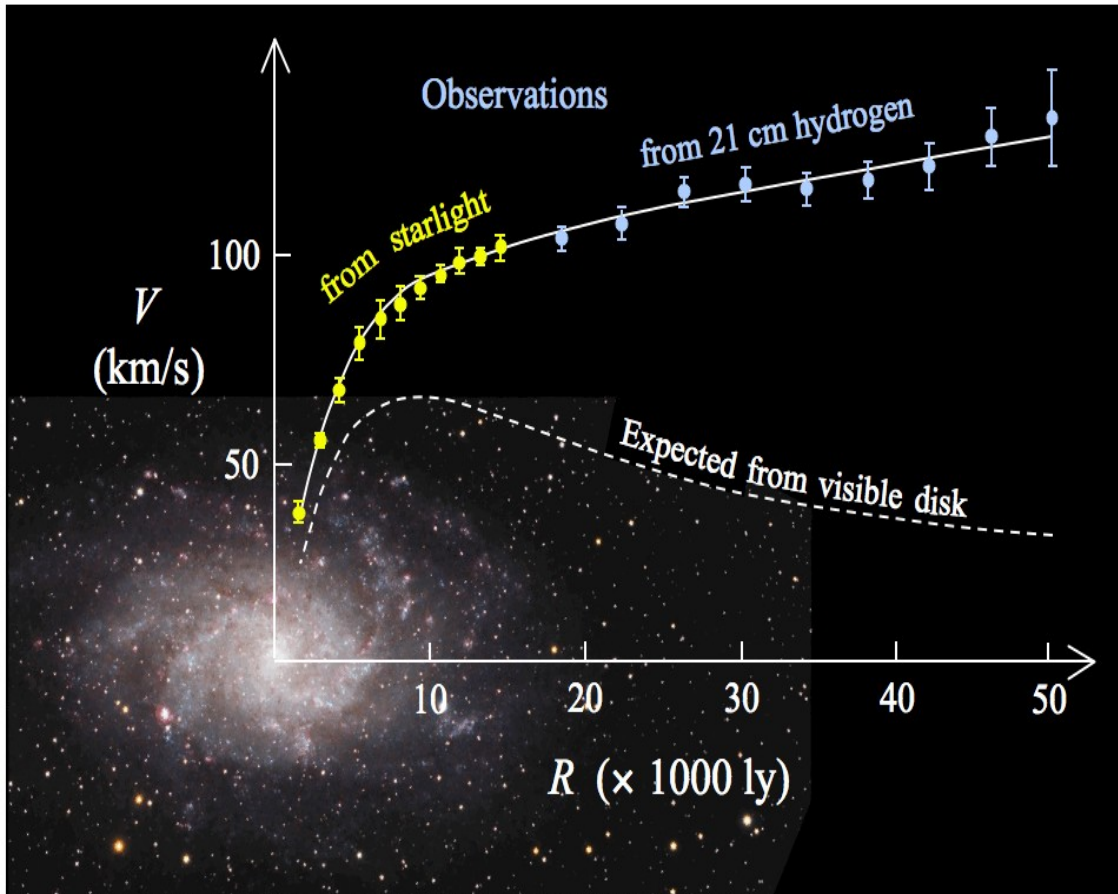 Observations
from 21 cm hydrogen
from starlight
100
V
(km/s)
50
Expected from visible disk
10
20
30
40
50
R (× 1000 ly)